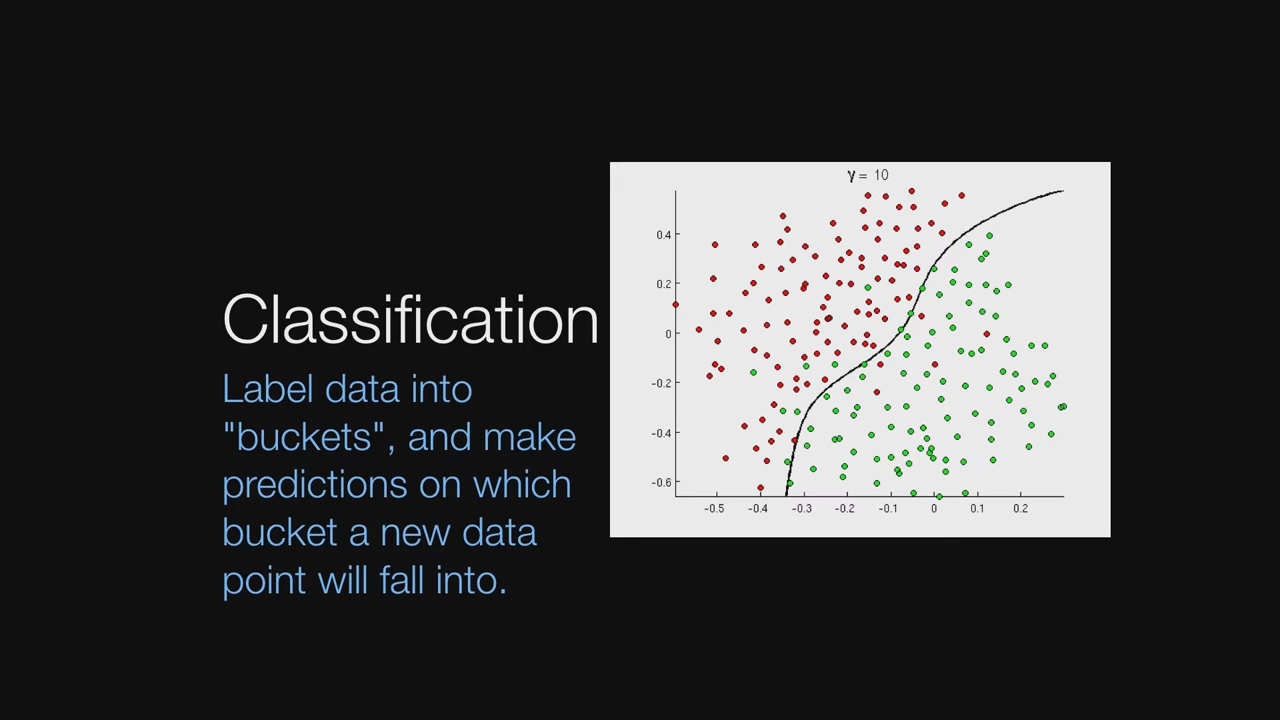 Classification
Label data into
"buckets", and make
predictions on which
bucket a new data
point will fall into.
γ = 10
0.4
0.2
0
-0.2
-0.4
-0.6
-0.5 -0.4 -0.3 -0.2 -0.1 0 0.1 0.2